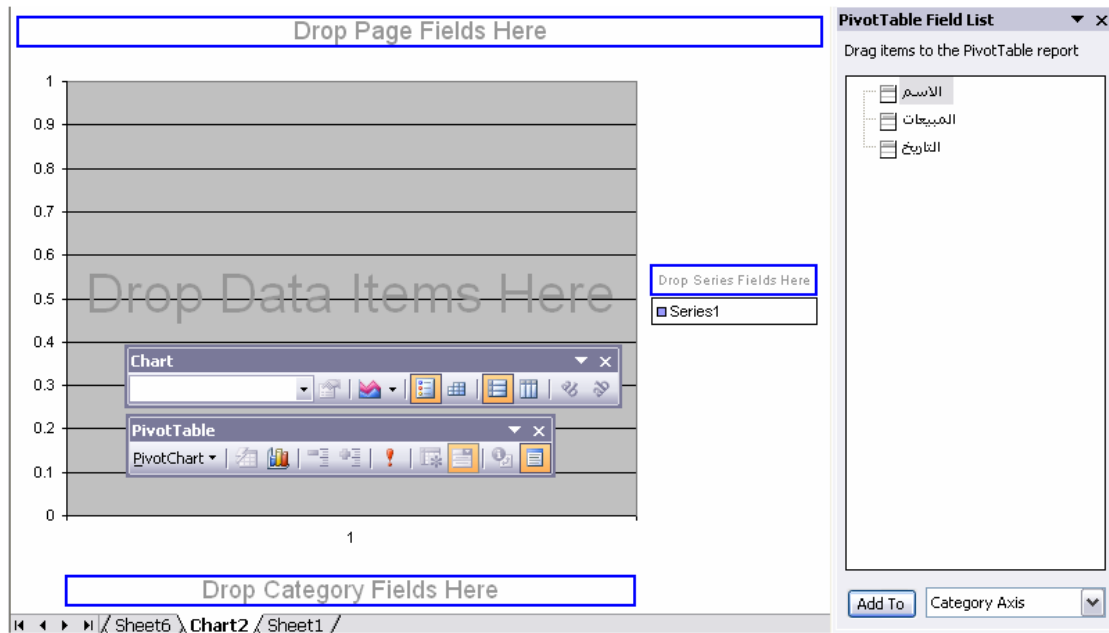 Drop Page Fields Here
1
0.9
0.8
0.7
0.6
0.5
0.4
0.3
0.2
0.1
0
Drop Data Items Here
Chart
PivotTable
PivotChart
1
Drop Series Fields Here
Series1
Drop Category Fields Here
Sheet6
Chart2
Sheet1
PivotTable Field List
Drag items to the PivotTable report
الاسم
المبيعات
التاريخ
Add To
Category Axis